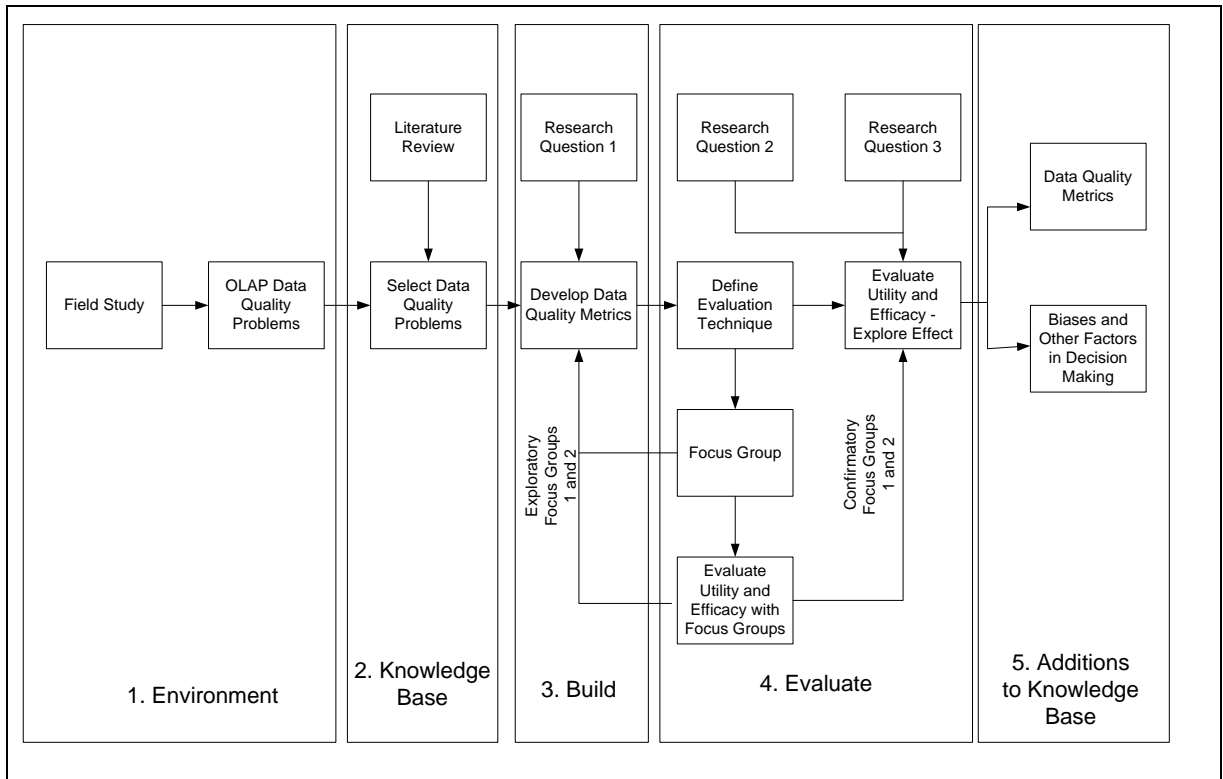 Field Study
OLAP Data
Quality
Problems
1. Environment
Literature
Review
Select Data
Quality
Problems
2. Knowledge
Base
Research
Question 1
Develop Data
Quality Metrics
Exploratory
Focus Groups
1 and 2
3. Build
Research
Question 2
Research
Question 3
Define
Evaluation
Technique
Evaluate
Utility and
Efficacy -
Explore Effect
Focus Group
Confirmatory
Focus Groups
1 and 2
Evaluate
Utility and
Efficacy with
Focus Groups
4. Evaluate
Data Quality
Metrics
Biases and
Other Factors
in Decision
Making
5. Additions
to Knowledge
Base